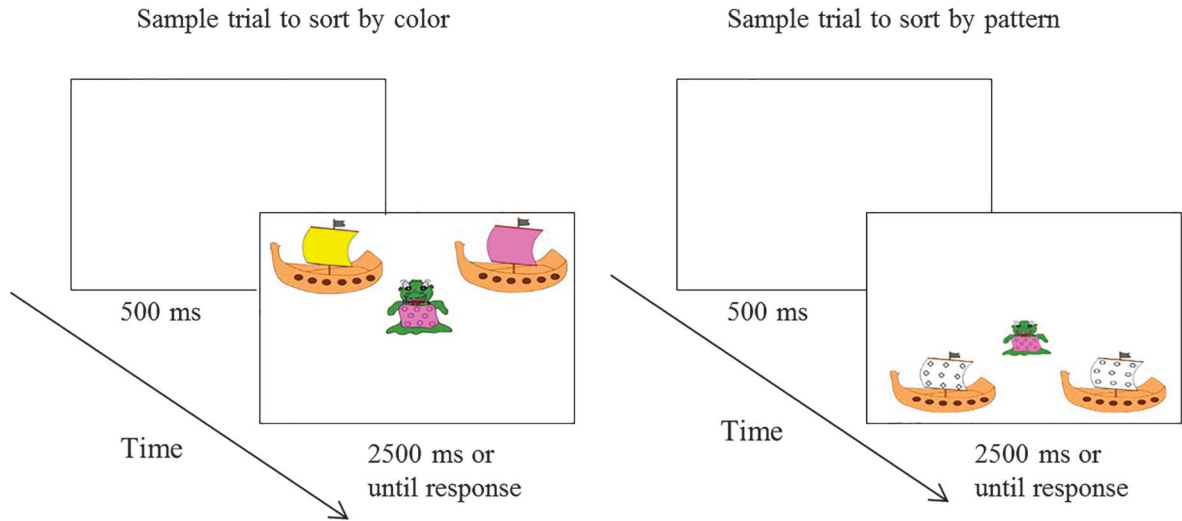 Sample trial to sort by color
500 ms
Time
2500 ms or
until response
Sample trial to sort by pattern
500 ms
Time
2500 ms or
until response